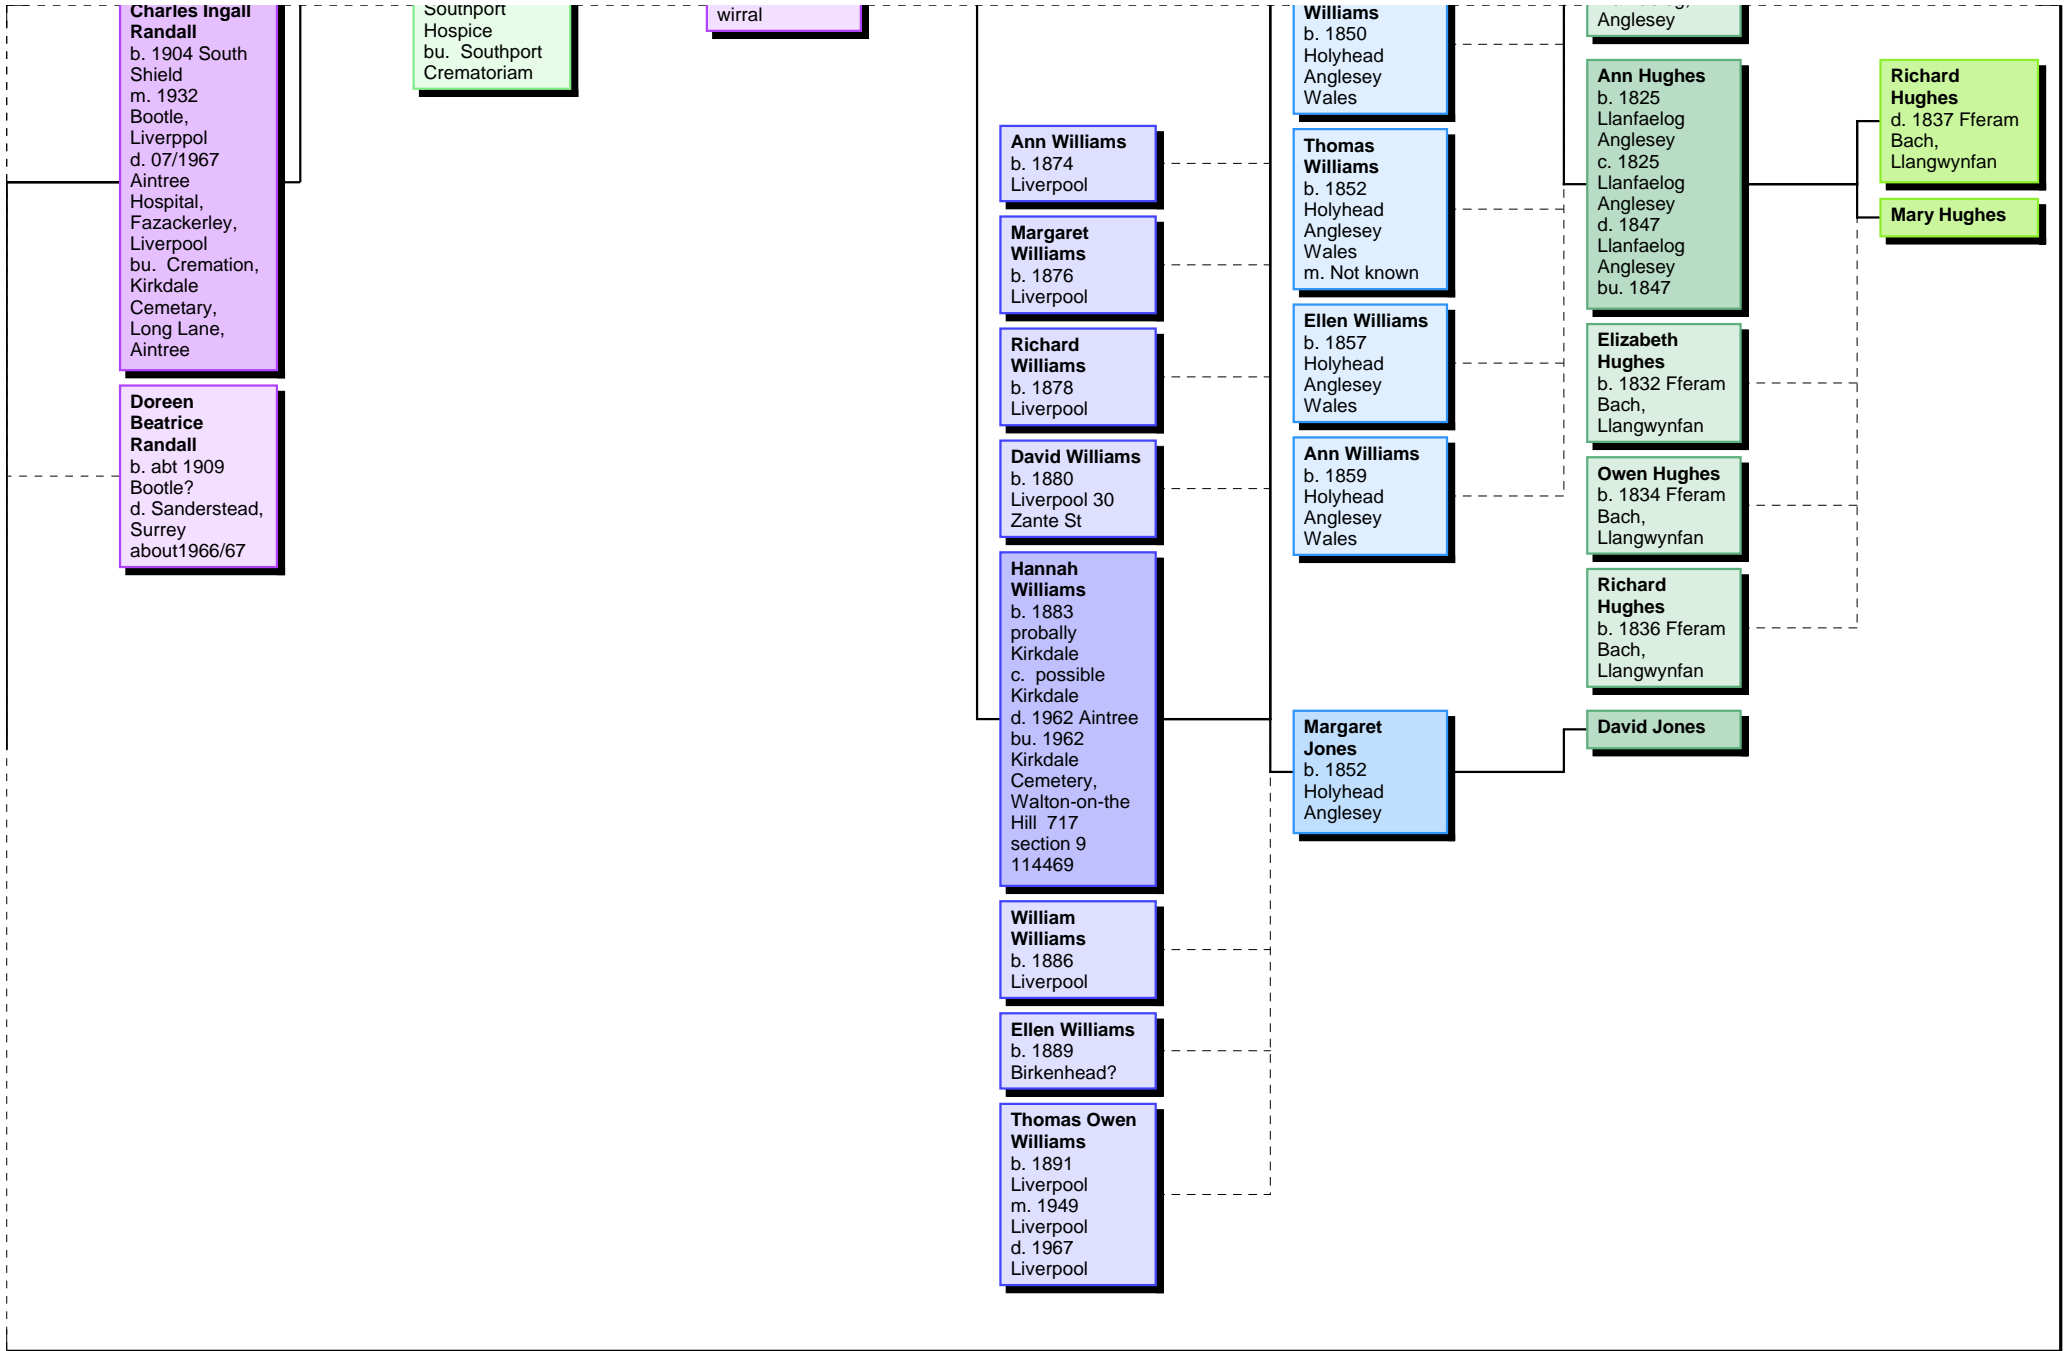 Charles Ingall
Randall
b. 1904 South
Shield
m. 1932
Bootle,
Liverppol
d. 07/1967
Aintree
Hospital,
Fazackerley,
Liverpool
bu.  Cremation,
Kirkdale
Cemetary,
Long Lane,
Aintree
Doreen
Beatrice
Randall
b. abt 1909
Bootle?
d. Sanderstead,
Surrey
about1966/67
Southport
Hospice
bu.  Southport
Crematoriam
wirral
Ann Williams
b. 1874
Liverpool
Margaret
Williams
b. 1876
Liverpool
Richard
Williams
b. 1878
Liverpool
David Williams
b. 1880
Liverpool 30
Zante St
Hannah
Williams
b. 1883
probally
Kirkdale
c.  possible
Kirkdale
d. 1962 Aintree
bu. 1962
Kirkdale
Cemetery,
Walton-on-the
Hill  717
section 9
114469
William
Williams
b. 1886
Liverpool
Ellen Williams
b. 1889
Birkenhead?
Thomas Owen
Williams
b. 1891
Liverpool
m. 1949
Liverpool
d. 1967
Liverpool
Williams
b. 1850
Holyhead
Anglesey
Wales
Thomas
Williams
b. 1852
Holyhead
Anglesey
Wales
m. Not known
Ellen Williams
b. 1857
Holyhead
Anglesey
Wales
Ann Williams
b. 1859
Holyhead
Anglesey
Wales
Margaret
Jones
b. 1852
Holyhead
Anglesey
Anglesey
Ann Hughes
b. 1825
Llanfaelog
Anglesey
c. 1825
Llanfaelog
Anglesey
d. 1847
Llanfaelog
Anglesey
bu. 1847
Elizabeth
Hughes
b. 1832 Fferam
Bach,
Llangwynfan
Owen Hughes
b. 1834 Fferam
Bach,
Llangwynfan
Richard
Hughes
b. 1836 Fferam
Bach,
Llangwynfan
David Jones
Richard
Hughes
d. 1837 Fferam
Bach,
Llangwynfan
Mary Hughes